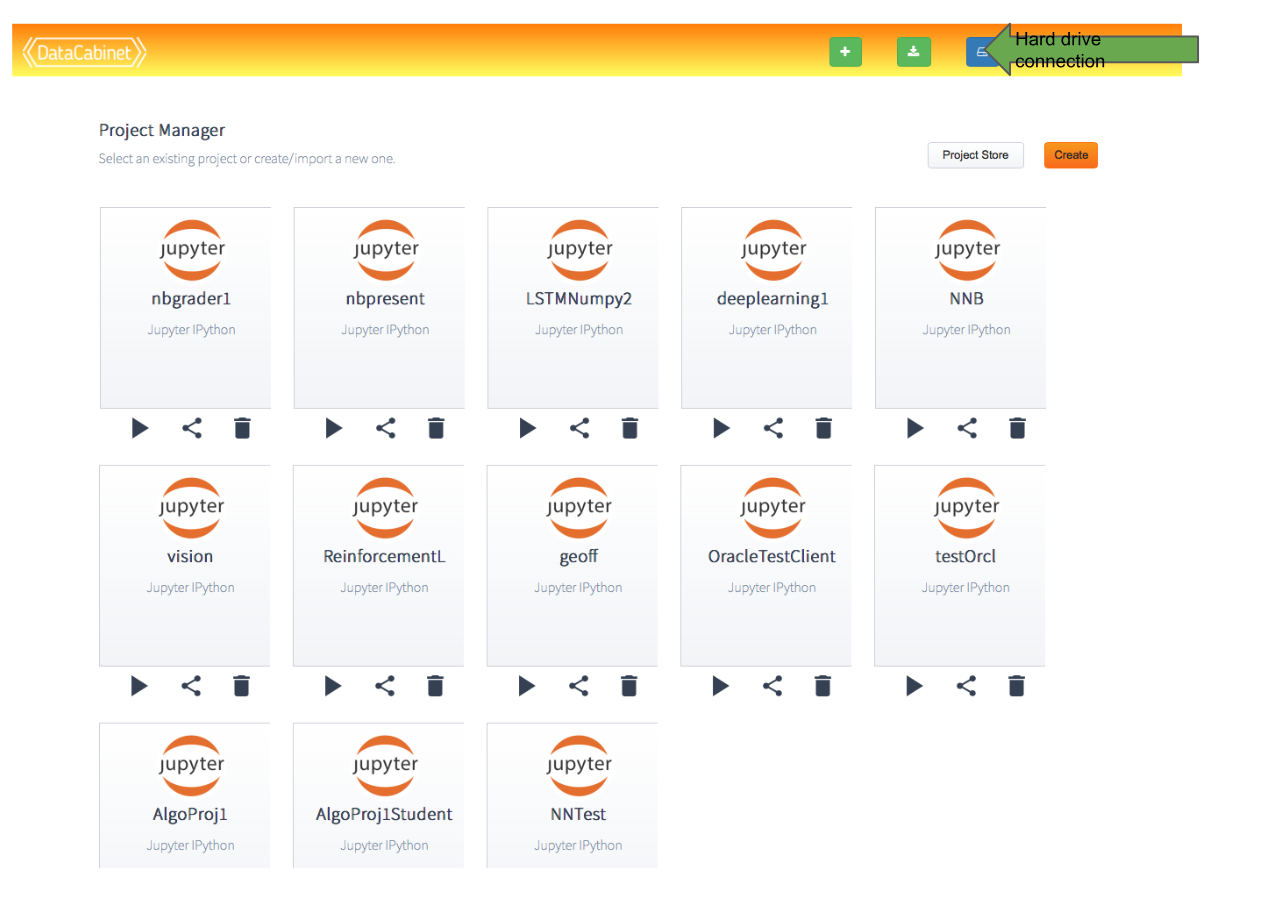 DataCabinet
Hard drive
connection
Project Manager
Select an existing project or create/import a new one.
Project Store
Create
jupyter jupyter jupyter jupyter jupyter
nbgrader1 nbpresent LSTMNumpy2 deeplearning1 NNB
Jupyter IPython Jupyter IPython Jupyter IPython Jupyter IPython Jupyter IPython
jupyter jupyter jupyter jupyter jupyter
vision ReinforcementL geoff OracleTestClient testOrcl
Jupyter IPython Jupyter IPython Jupyter IPython Jupyter IPython Jupyter IPython
jupyter jupyter jupyter
AlgoProj1 AlgoProj1Student NNTest
Jupyter IPython Jupyter IPython Jupyter IPython